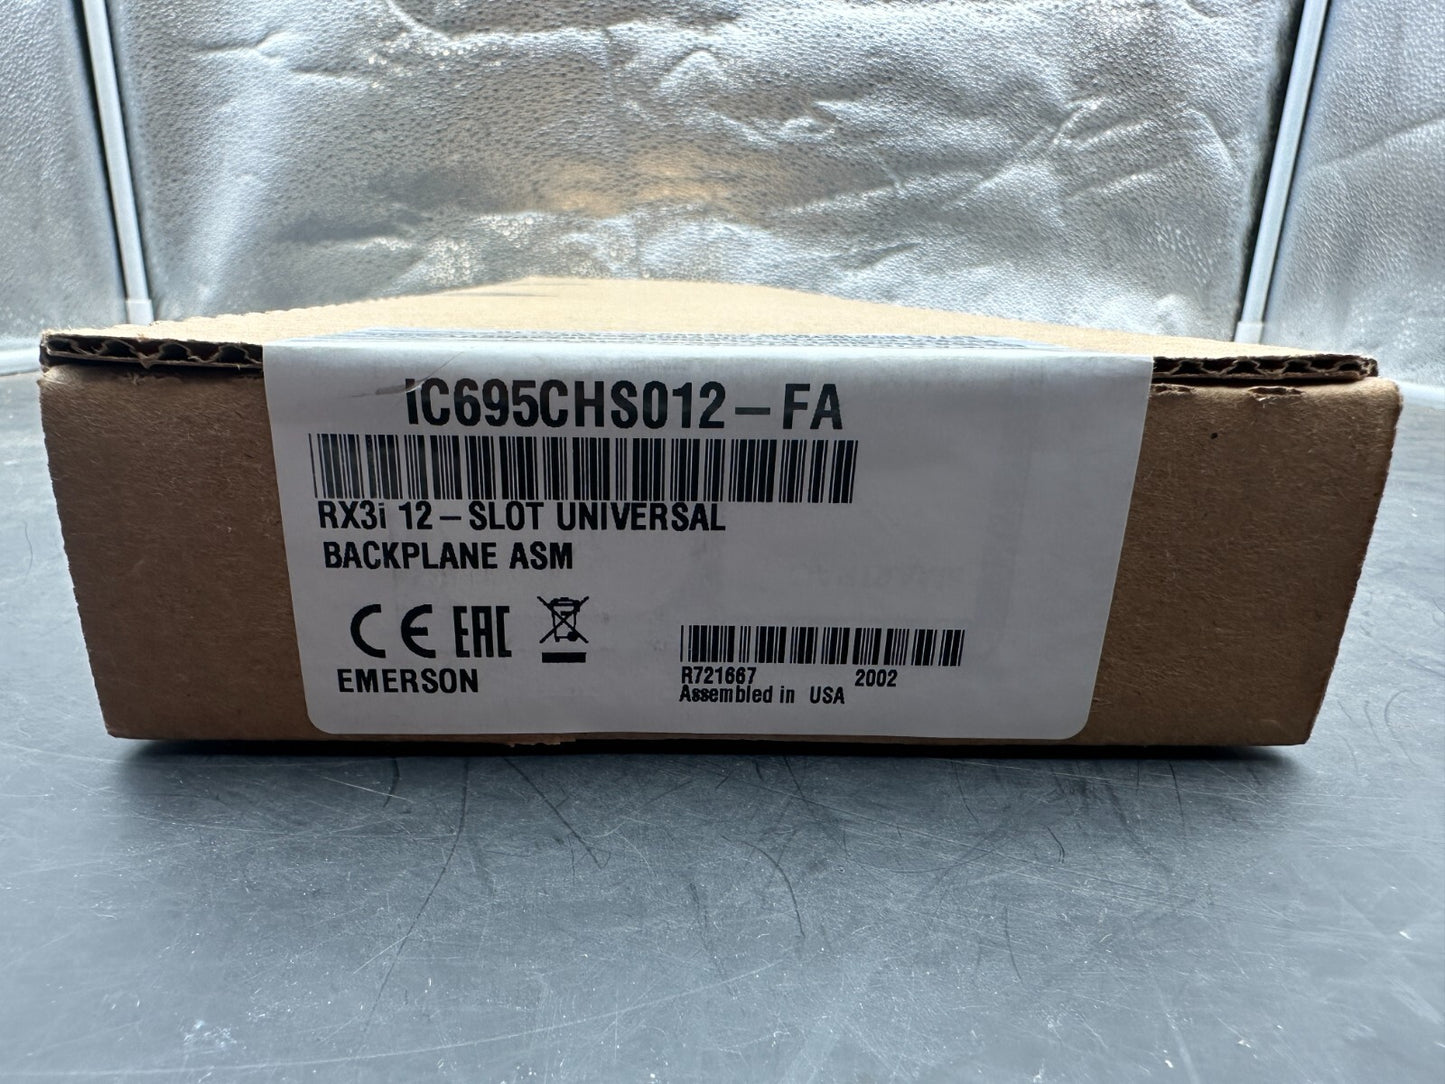 IC695CHS012-FA
RX3i 12-SLOT UNIVERSAL
BACKPLANE ASM
CE EAC
EMERSON
R721667 2002
Assembled in USA